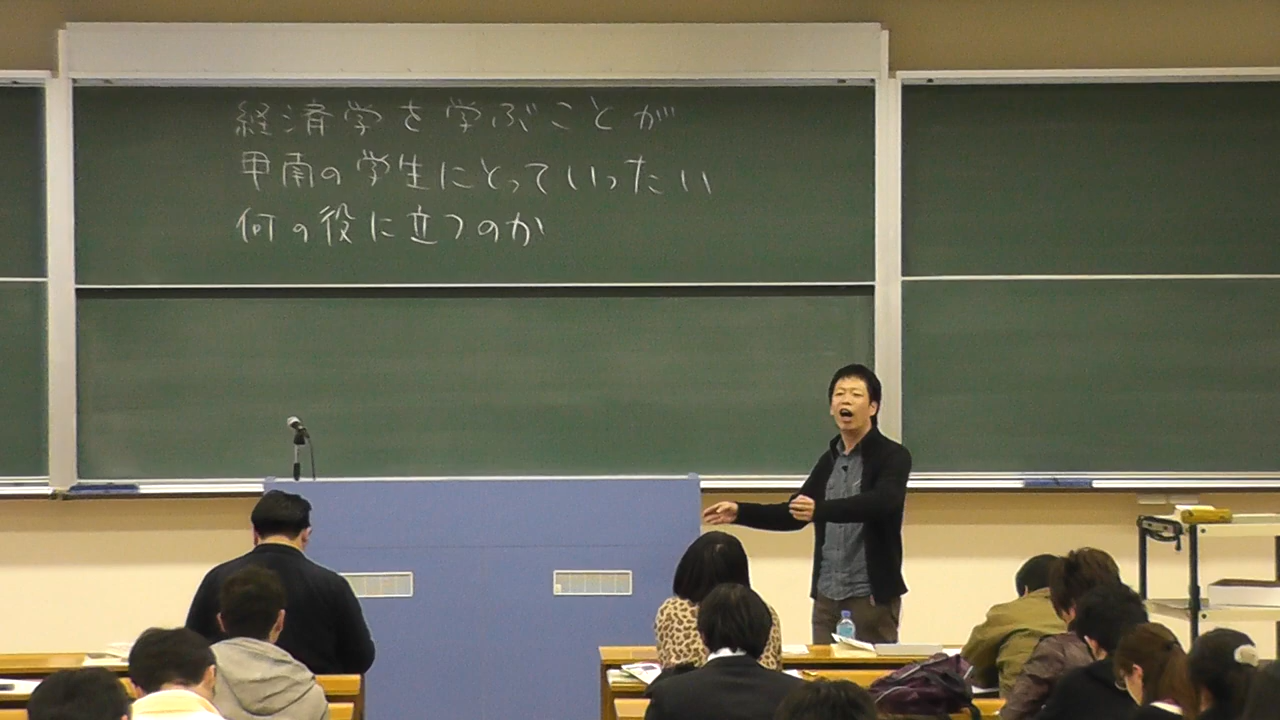 経済学を学ぶことが
甲南の学生にとっていったい
何の役に立つのか